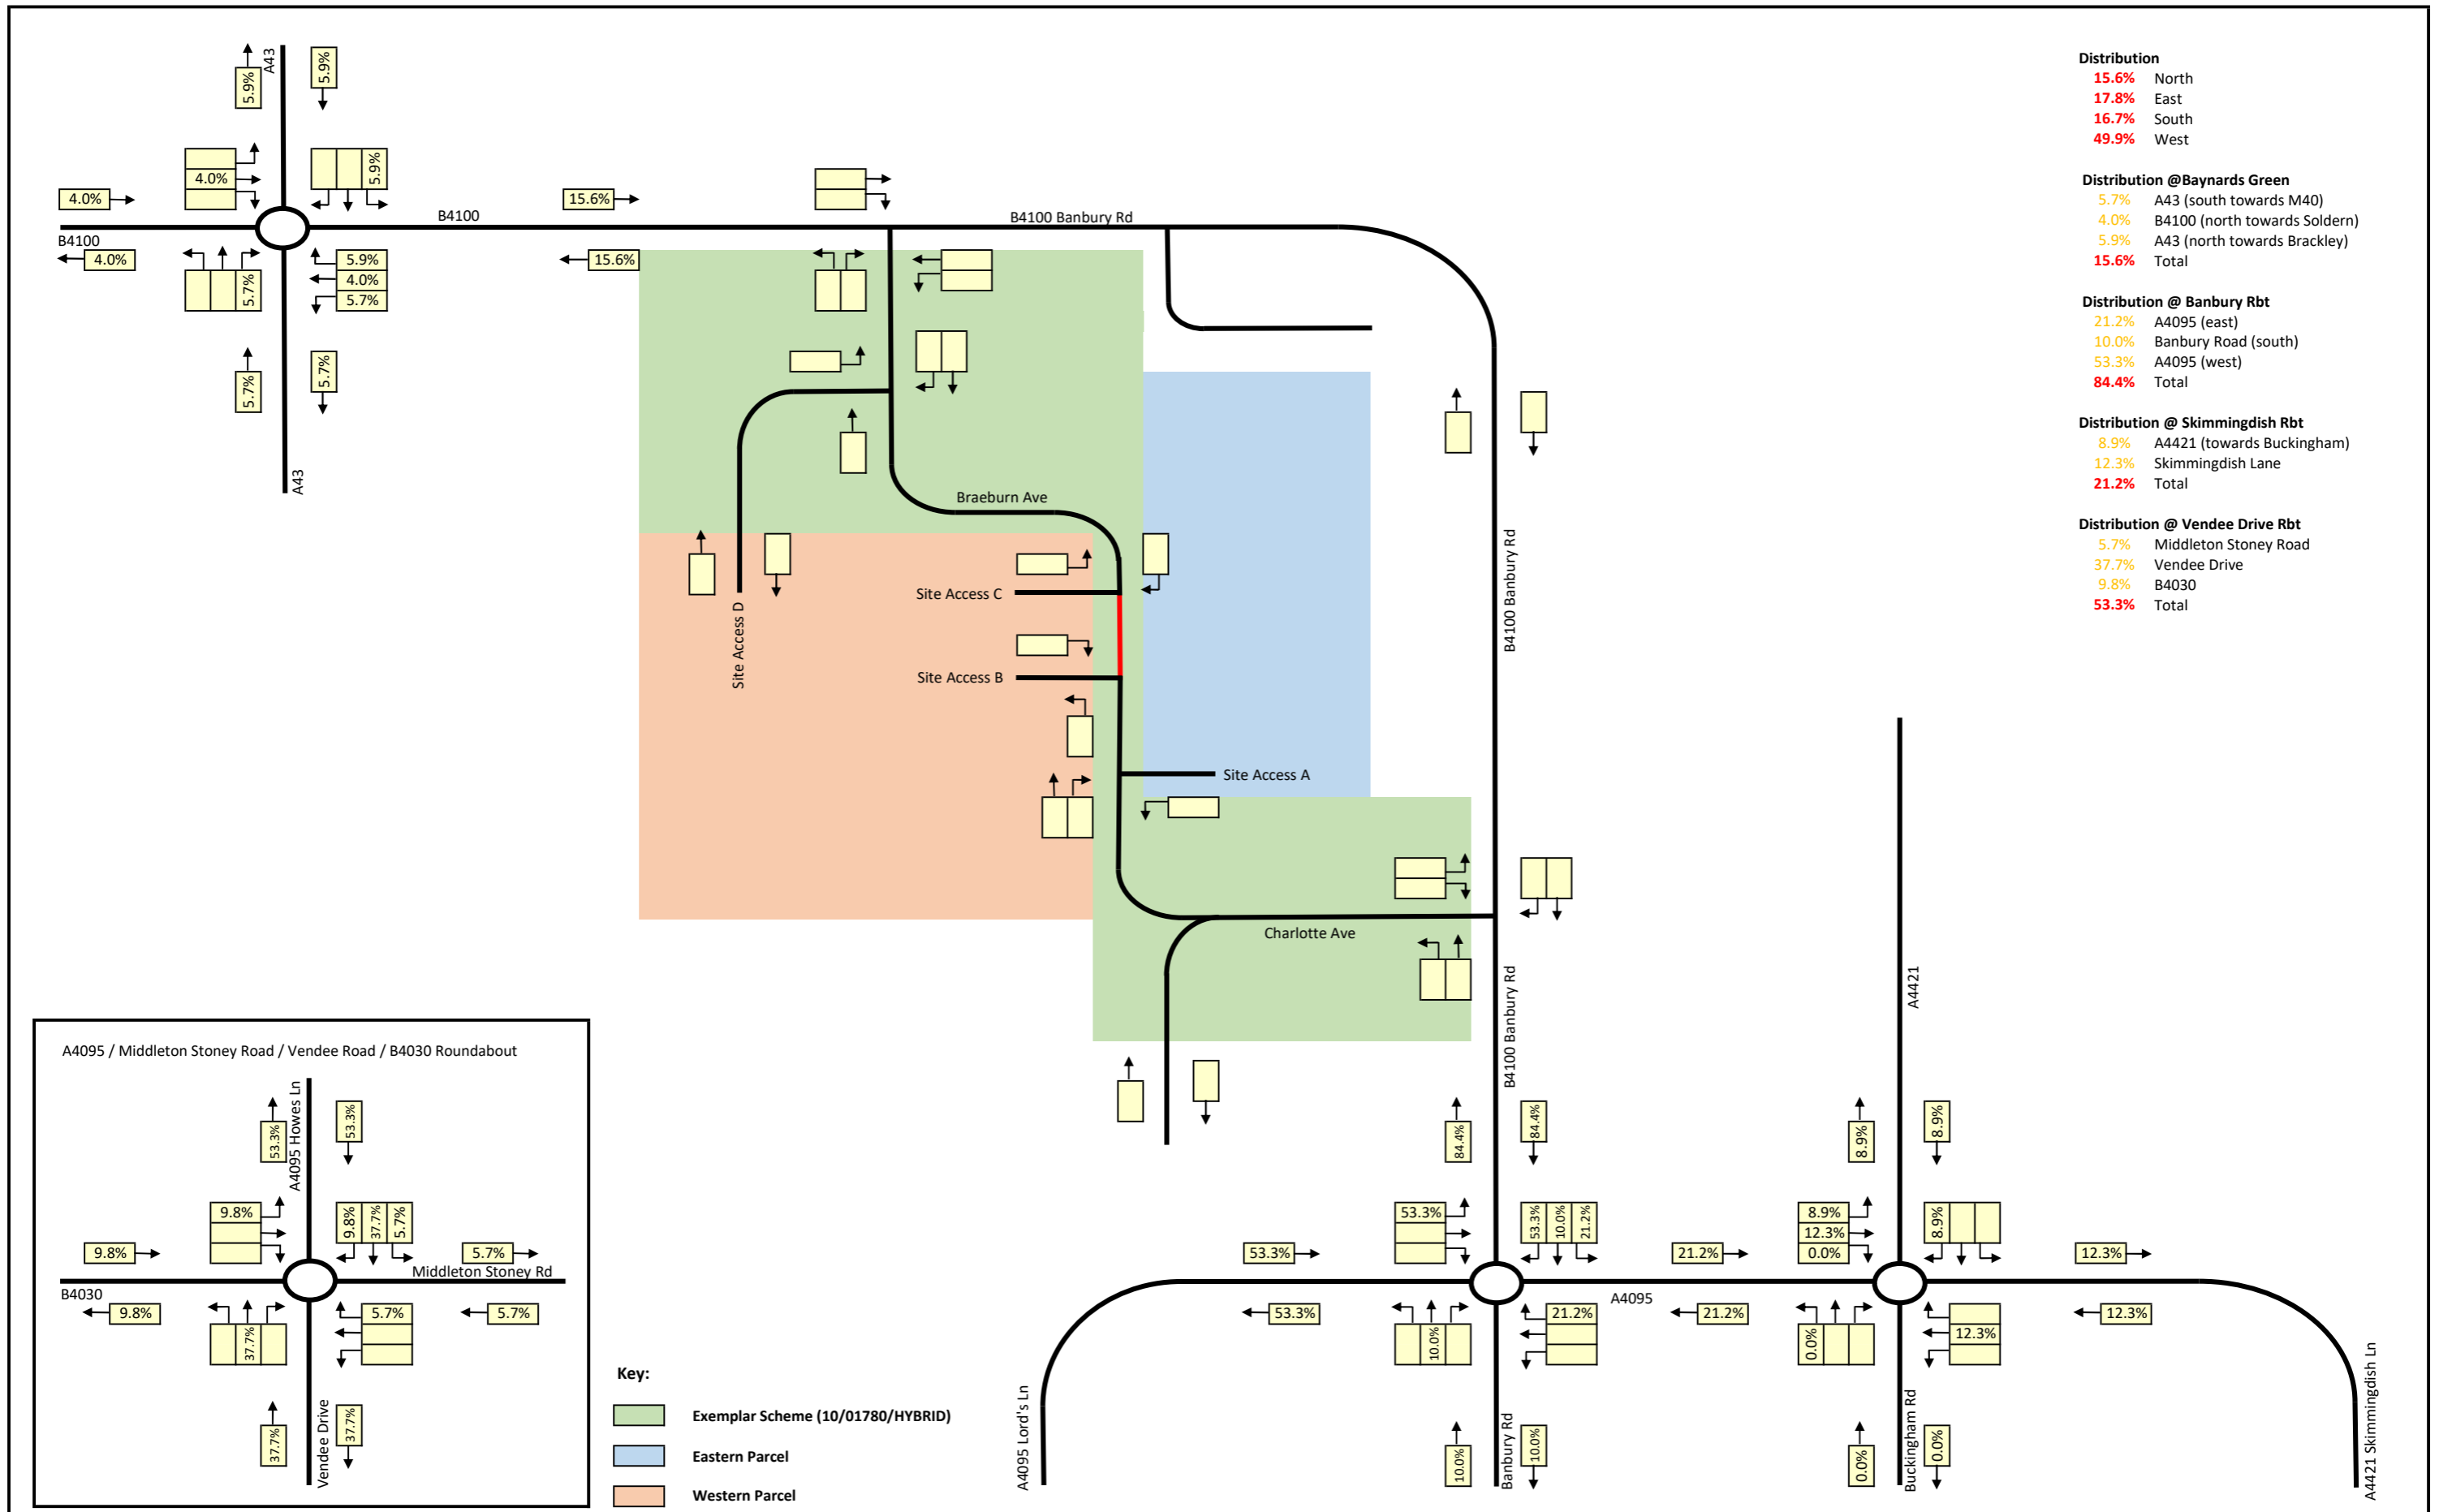 A43
5.9%
5.9%
4.0%
5.9%
4.0%
B4100
4.0%
5.7%
5.9%
4.0%
5.7%
5.7%
5.7%
A43
B4100
15.6%
15.6%
B4100 Banbury Rd
Distribution
15.6% North
17.8% East
16.7% South
49.9% West
Distribution @Baynards Green
5.7% A43 (south towards M40)
4.0% B4100 (north towards Soldern)
5.9% A43 (north towards Brackley)
15.6% Total
Distribution @ Banbury Rbt
21.2% A4095 (east)
10.0% Banbury Road (south)
53.3% A4095 (west)
84.4% Total
Distribution @ Skimmingdish Rbt
8.9% A4421 (towards Buckingham)
12.3% Skimmingdish Lane
21.2% Total
Distribution @ Vendee Drive Rbt
5.7% Middleton Stoney Road
37.7% Vendee Drive
9.8% B4030
53.3% Total
Braeburn Ave
Site Access C
Site Access D
Site Access B
Site Access A
B4100 Banbury Rd
Charlotte Ave
B4100 Banbury Rd
A4421
A4095 / Middleton Stoney Road / Vendee Road / B4030 Roundabout
A4095 Howes Ln
53.3%
53.3%
9.8%
9.8%
37.7%
5.7%
9.8%
5.7%
Middleton Stoney Rd
B4030
9.8%
37.7%
5.7%
5.7%
Vendee Drive
37.7%
37.7%
Key:
Exemplar Scheme (10/01780/HYBRID)
Eastern Parcel
Western Parcel
84.4%
84.4%
53.3%
53.3%
10.0%
21.2%
53.3%
21.2%
A4095
53.3%
10.0%
21.2%
21.2%
A4095 Lord's Ln
10.0%
Banbury Rd
10.0%
8.9%
8.9%
8.9%
12.3%
0.0%
8.9%
12.3%
0.0%
12.3%
12.3%
0.0%
Buckingham Rd
0.0%
A4421 Skimmingdish Ln